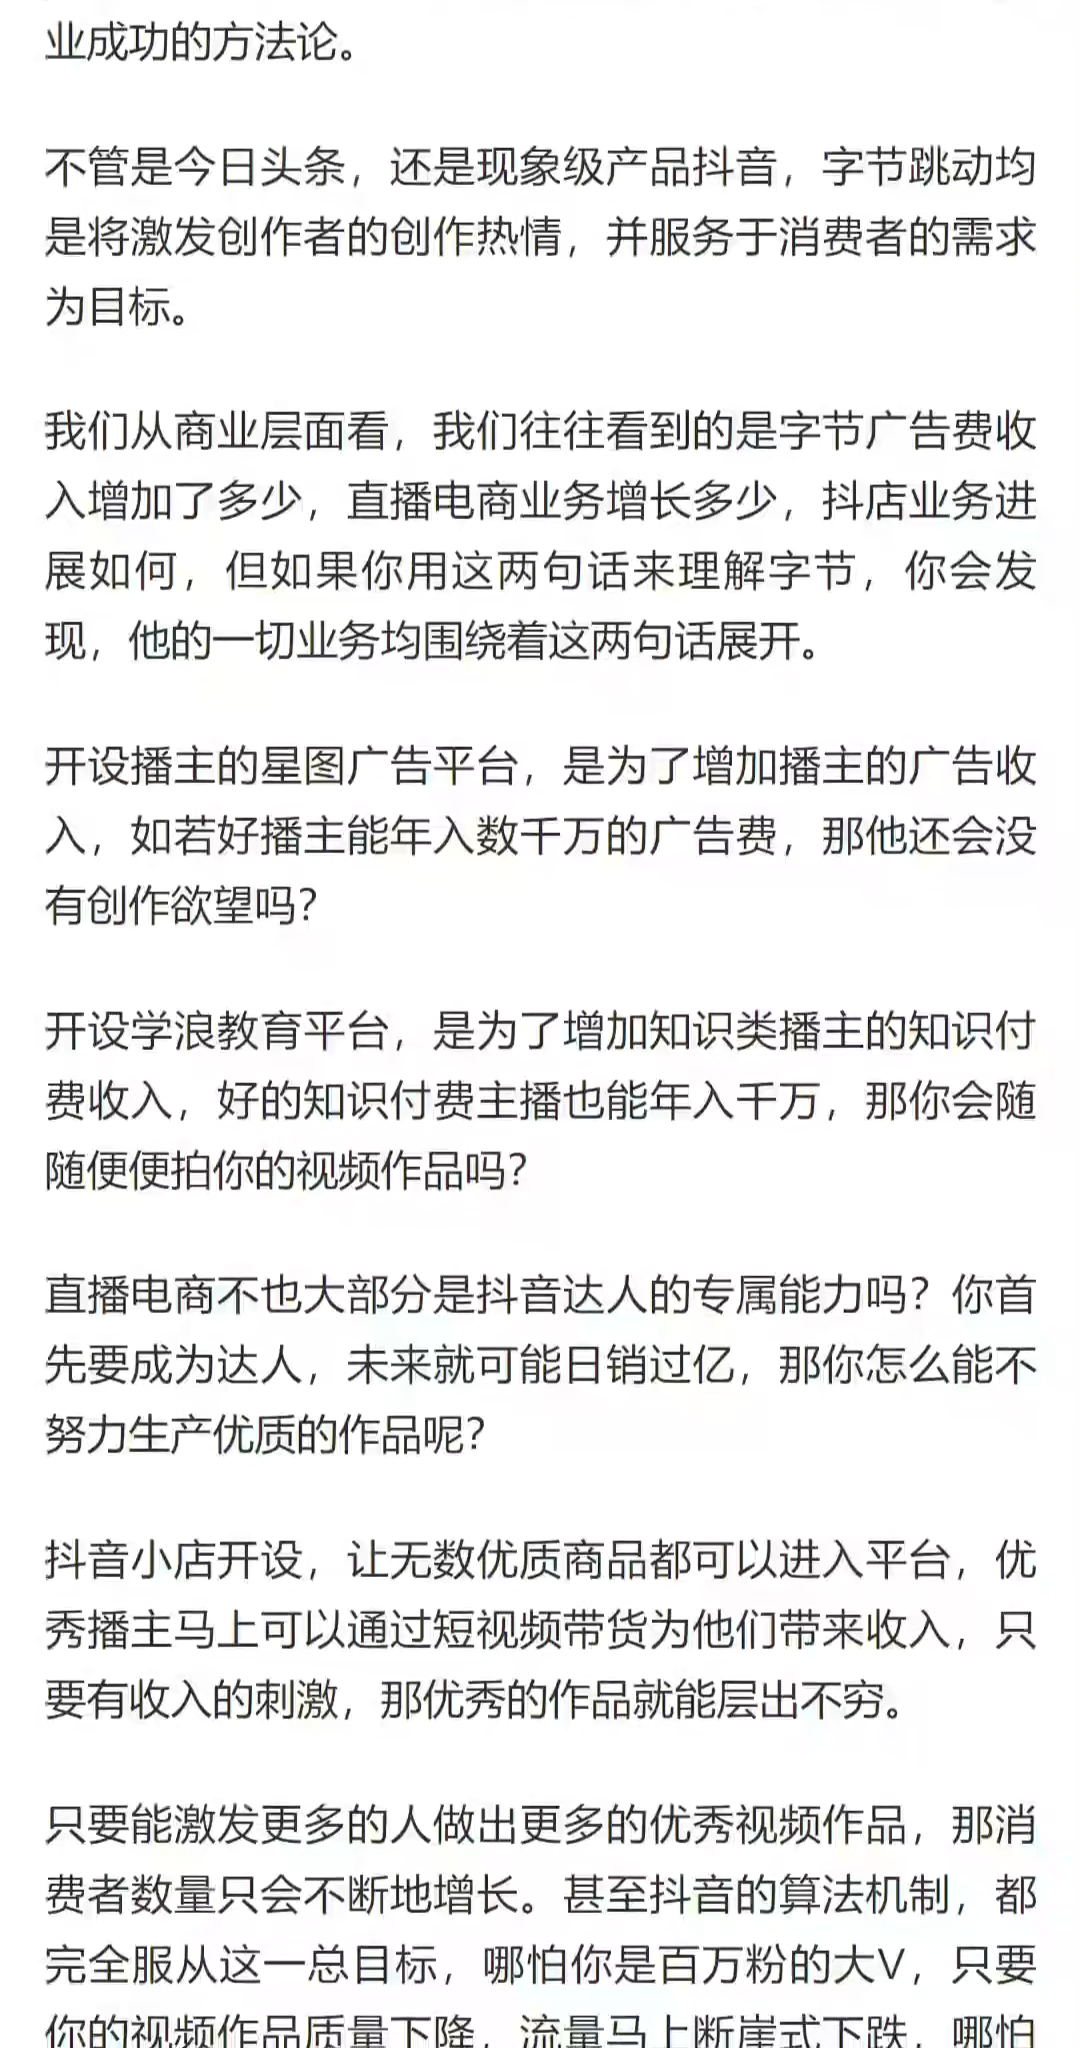 业成功的方法论。
不管是今日头条，还是现象级产品抖音，字节跳动均
是将激发创作者的创作热情，并服务于消费者的需求
为目标。
我们从商业层面看，我们往往看到的是字节广告费收
入增加了多少，直播电商业务增长多少，抖店业务进
展如何，但如果你用这两句话来理解字节，你会发
现，他的一切业务均围绕着这两句话展开。
开设播主的星图广告平台，是为了增加播主的广告收
入，如若好播主能年入数千万的广告费，那他还会没
有创作欲望吗？
开设学浪教育平台，是为了增加知识类播主的知识付
费收入，好的知识付费主播也能年入千万，那你会随
随便便拍你的视频作品吗？
直播电商不也大部分是抖音达人的专属能力吗？你首
先要成为达人，未来就可能日销过亿，那你怎么能不
努力生产优质的作品呢？
抖音小店开设，让无数优质商品都可以进入平台，优
秀播主马上可以通过短视频带货为他们带来收入，只
要有收入的刺激，那优秀的作品就能层出不穷。
只要能激发更多的人做出更多的优秀视频作品，那消
费者数量只会不断地增长。甚至抖音的算法机制，都
完全服从这一总目标，哪怕你是百万粉的大V，只要
你的视频作品质量下降，流量马上断崖式下跌，哪怕